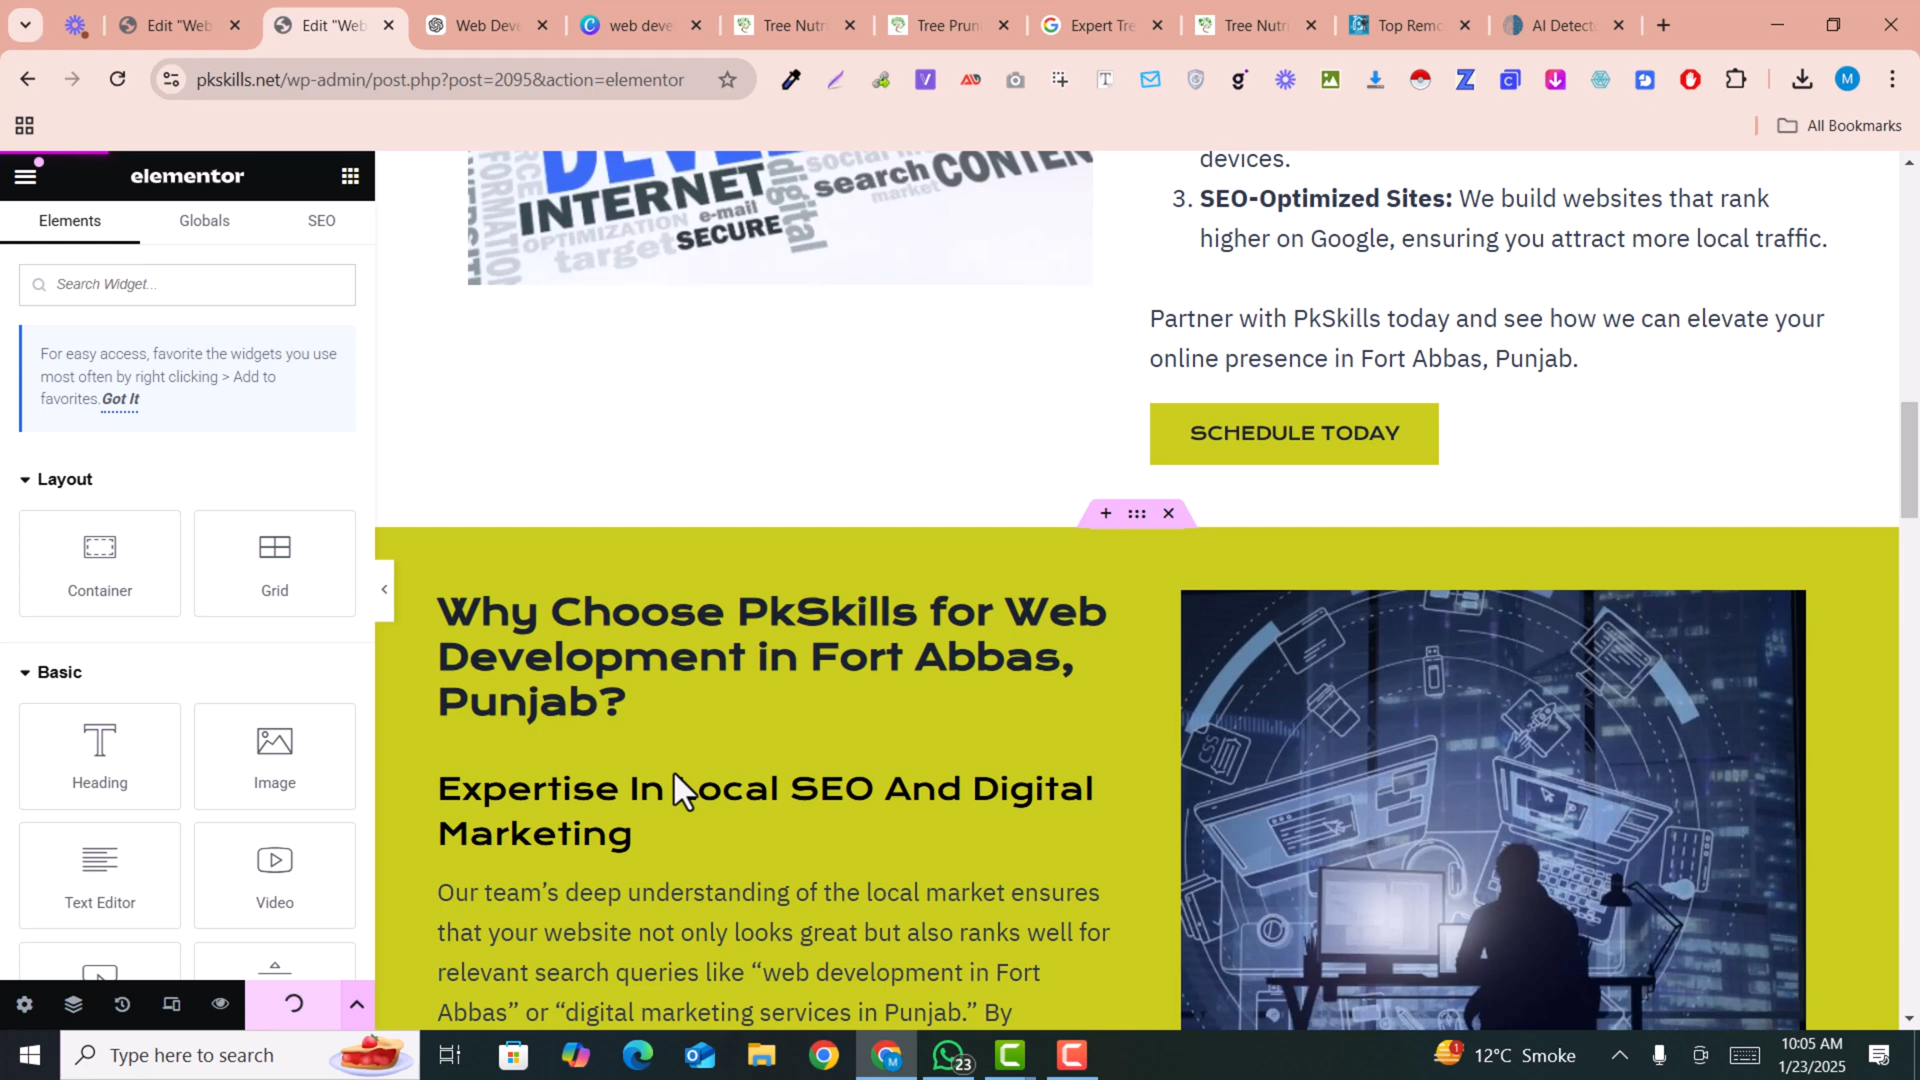 Edit "Web
Edit "Web
Web Deve
web deve
Tree Nutri
Tree Prun
Expert Tre
Tree Nutri
Top Remo
AI Detect
pkskills.net/wp-admin/post.php?post=2095&action=elementor
All Bookmarks
elementor
Elements
Globals
SEO
Search Widget...
For easy access, favorite the widgets you use
most often by right clicking > Add to
favorites. Got It
Layout
Container
Grid
Basic
Heading
Image
Text Editor
Video
DEVEL
INTERNET
social
search
CONTEN
market
e-mail
digital
OPTIMIZATION
SECURE
target
devices.
3. SEO-Optimized Sites: We build websites that rank
higher on Google, ensuring you attract more local traffic.
Partner with PkSkills today and see how we can elevate your
online presence in Fort Abbas, Punjab.
SCHEDULE TODAY
Why Choose PkSkills for Web
Development in Fort Abbas,
Punjab?
Expertise In Local SEO And Digital
Marketing
Our team’s deep understanding of the local market ensures
that your website not only looks great but also ranks well for
relevant search queries like “web development in Fort
Abbas” or “digital marketing services in Punjab.” By
Type here to search
23
12°C Smoke
10:05 AM
1/23/2025